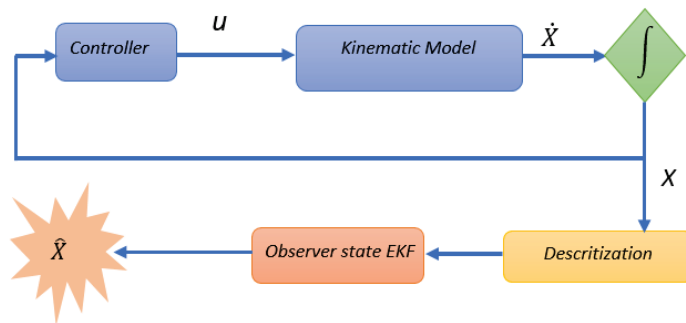 Controller
u
Kinematic Model
Ẋ
∫
X
X̂
Observer state EKF
Descritization